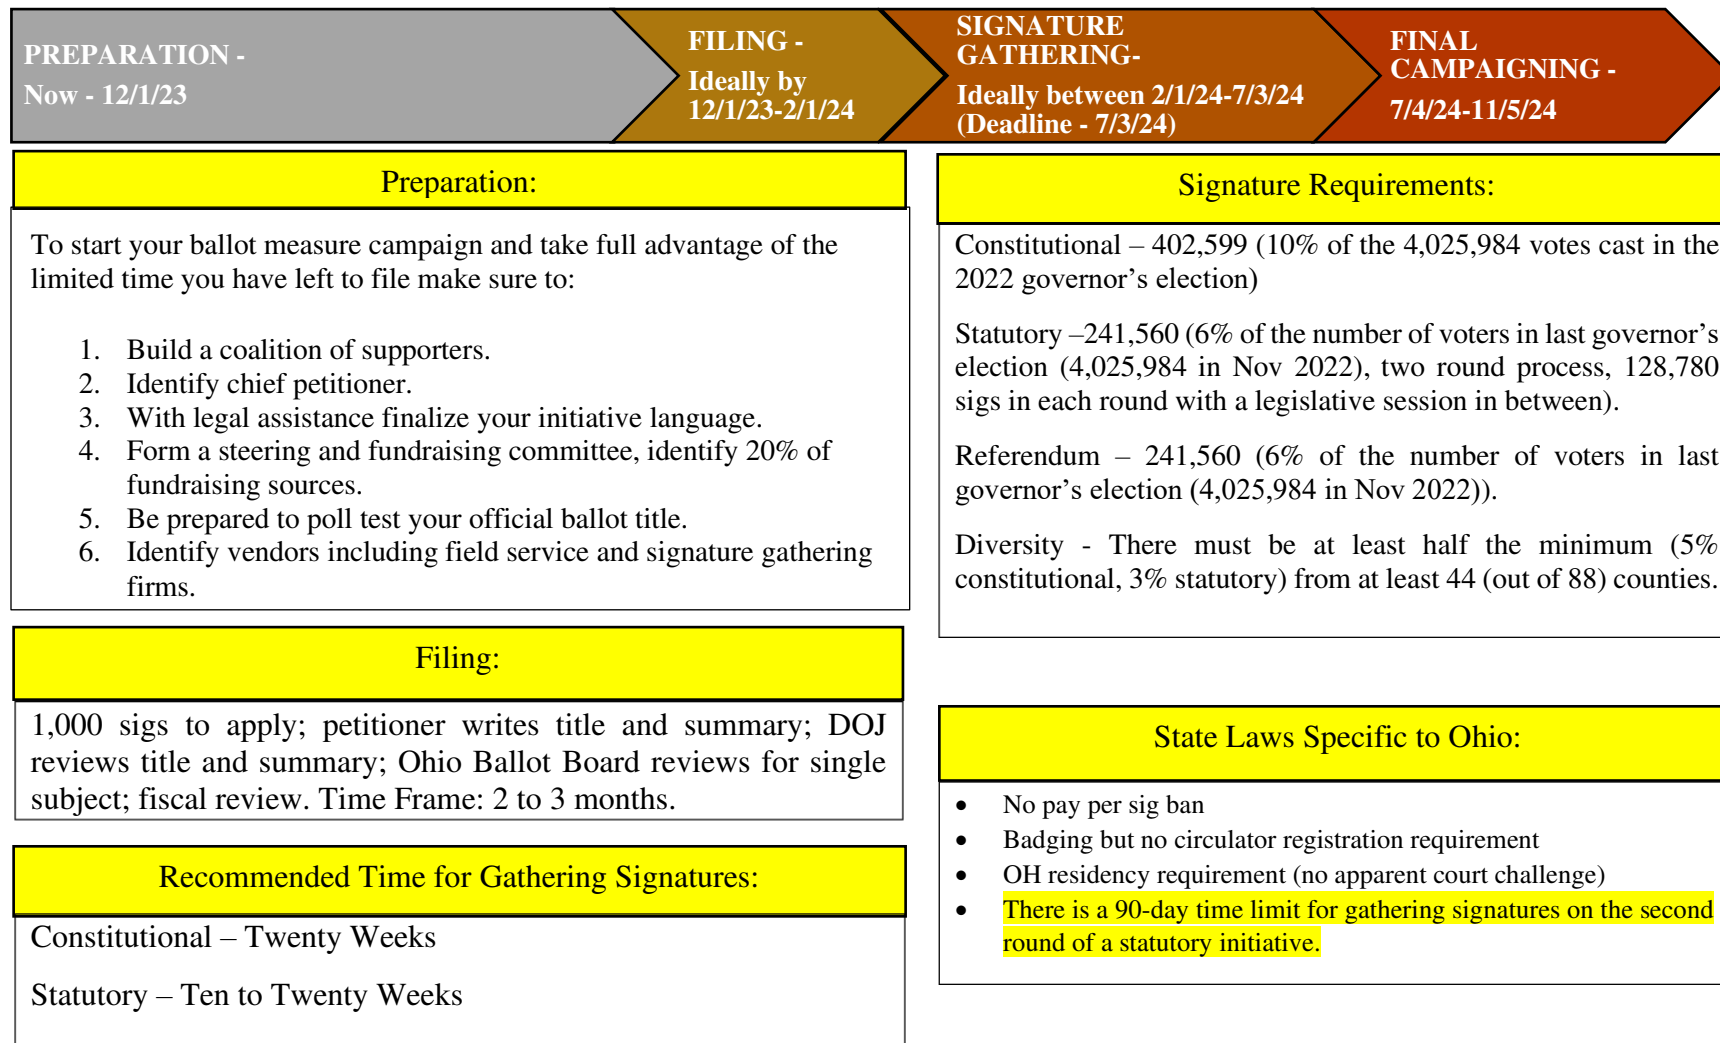 PREPARATION -
Now - 12/1/23
FILING -
Ideally by
12/1/23-2/1/24
SIGNATURE
GATHERING-
Ideally between 2/1/24-7/3/24
(Deadline - 7/3/24)
FINAL
CAMPAIGNING -
7/4/24-11/5/24
Preparation:
To start your ballot measure campaign and take full advantage of the
limited time you have left to file make sure to:
1. Build a coalition of supporters.
2. Identify chief petitioner.
3. With legal assistance finalize your initiative language.
4. Form a steering and fundraising committee, identify 20% of
fundraising sources.
5. Be prepared to poll test your official ballot title.
6. Identify vendors including field service and signature gathering
firms.
Filing:
1,000 sigs to apply; petitioner writes title and summary; DOJ
reviews title and summary; Ohio Ballot Board reviews for single
subject; fiscal review. Time Frame: 2 to 3 months.
Recommended Time for Gathering Signatures:
Constitutional – Twenty Weeks
Statutory – Ten to Twenty Weeks
Signature Requirements:
Constitutional – 402,599 (10% of the 4,025,984 votes cast in the
2022 governor’s election)
Statutory –241,560 (6% of the number of voters in last governor’s
election (4,025,984 in Nov 2022), two round process, 128,780
sigs in each round with a legislative session in between).
Referendum – 241,560 (6% of the number of voters in last
governor’s election (4,025,984 in Nov 2022)).
Diversity - There must be at least half the minimum (5%
constitutional, 3% statutory) from at least 44 (out of 88) counties.
State Laws Specific to Ohio:
• No pay per sig ban
• Badging but no circulator registration requirement
• OH residency requirement (no apparent court challenge)
• There is a 90-day time limit for gathering signatures on the second
round of a statutory initiative.